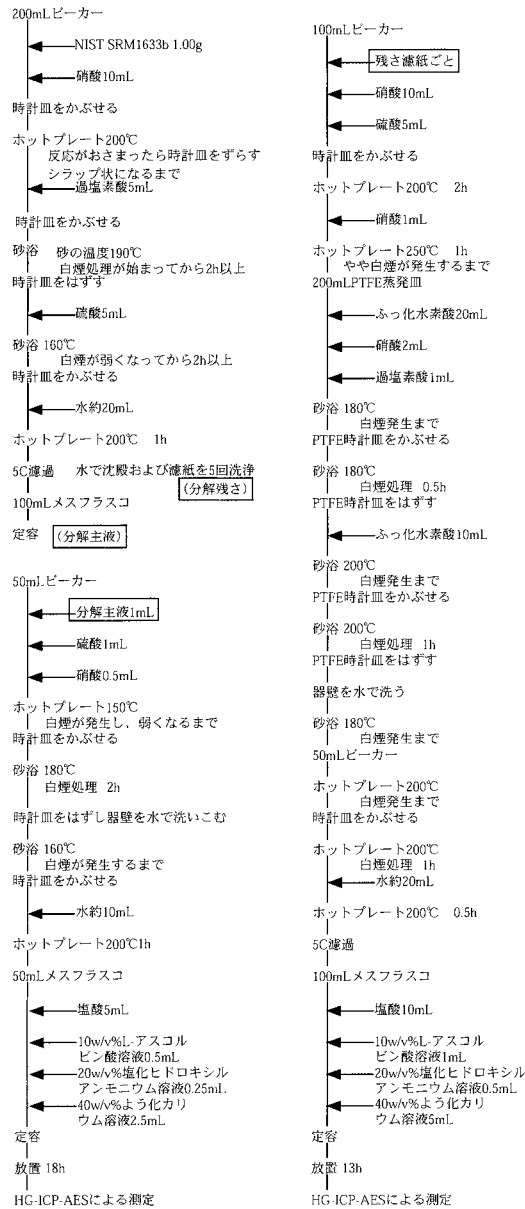 200mLビーカー
NIST SRM1633b 1.00g
硝酸10mL
時計皿をかぶせる
ホットプレート200℃
反応がおさまったら時計皿をずらす
シラップ状になるまで
過塩素酸5mL
時計皿をかぶせる
砂浴 砂の温度190℃
白煙処理が始まってから2h以上
時計皿をはずす
硫酸5mL
砂浴 160℃
白煙が弱くなってから2h以上
時計皿をかぶせる
水約20mL
ホットプレート200℃ 1h
5C濾過 水で沈殿および濾紙を5回洗浄
(分解残さ)
100mLメスフラスコ
定容 (分解主液)
50mLビーカー
分解主液1mL
硫酸1mL
硝酸0.5mL
ホットプレート150℃
白煙が発生し、弱くなるまで
時計皿をかぶせる
砂浴 180℃
白煙処理 2h
時計皿をはずし器壁を水で洗いこむ
砂浴 160℃
白煙が発生するまで
時計皿をかぶせる
水約10mL
ホットプレート200℃1h
50mLメスフラスコ
塩酸5mL
10w/v%L-アスコル
ビン酸溶液0.5mL
20w/v%塩化ヒドロキシル
アンモニウム溶液0.25mL
40w/v%よう化カリ
ウム溶液2.5mL
定容
放置 18h
HG-ICP-AESによる測定
100mLビーカー
残さ濾紙ごと
硝酸10mL
硫酸5mL
時計皿をかぶせる
ホットプレート200℃ 2h
硝酸1mL
ホットプレート250℃ 1h
やや白煙が発生するまで
200mLPTFE蒸発皿
ふっ化水素酸20mL
硝酸2mL
過塩素酸1mL
砂浴 180℃
白煙発生まで
PTFE時計皿をかぶせる
砂浴 180℃
白煙処理 0.5h
PTFE時計皿をはずす
ふっ化水素酸10mL
砂浴 200℃
白煙発生まで
PTFE時計皿をかぶせる
砂浴 200℃
白煙処理 1h
PTFE時計皿をはずす
器壁を水で洗う
砂浴 180℃
白煙発生まで
50mLビーカー
ホットプレート200℃
白煙発生まで
時計皿をかぶせる
ホットプレート200℃
白煙処理 1h
水約20mL
ホットプレート200℃ 0.5h
5C濾過
100mLメスフラスコ
塩酸10mL
10w/v%L-アスコル
ビン酸溶液1mL
20w/v%塩化ヒドロキシル
アンモニウム溶液0.5mL
40w/v%よう化カリ
ウム溶液5mL
定容
放置 13h
HG-ICP-AESによる測定